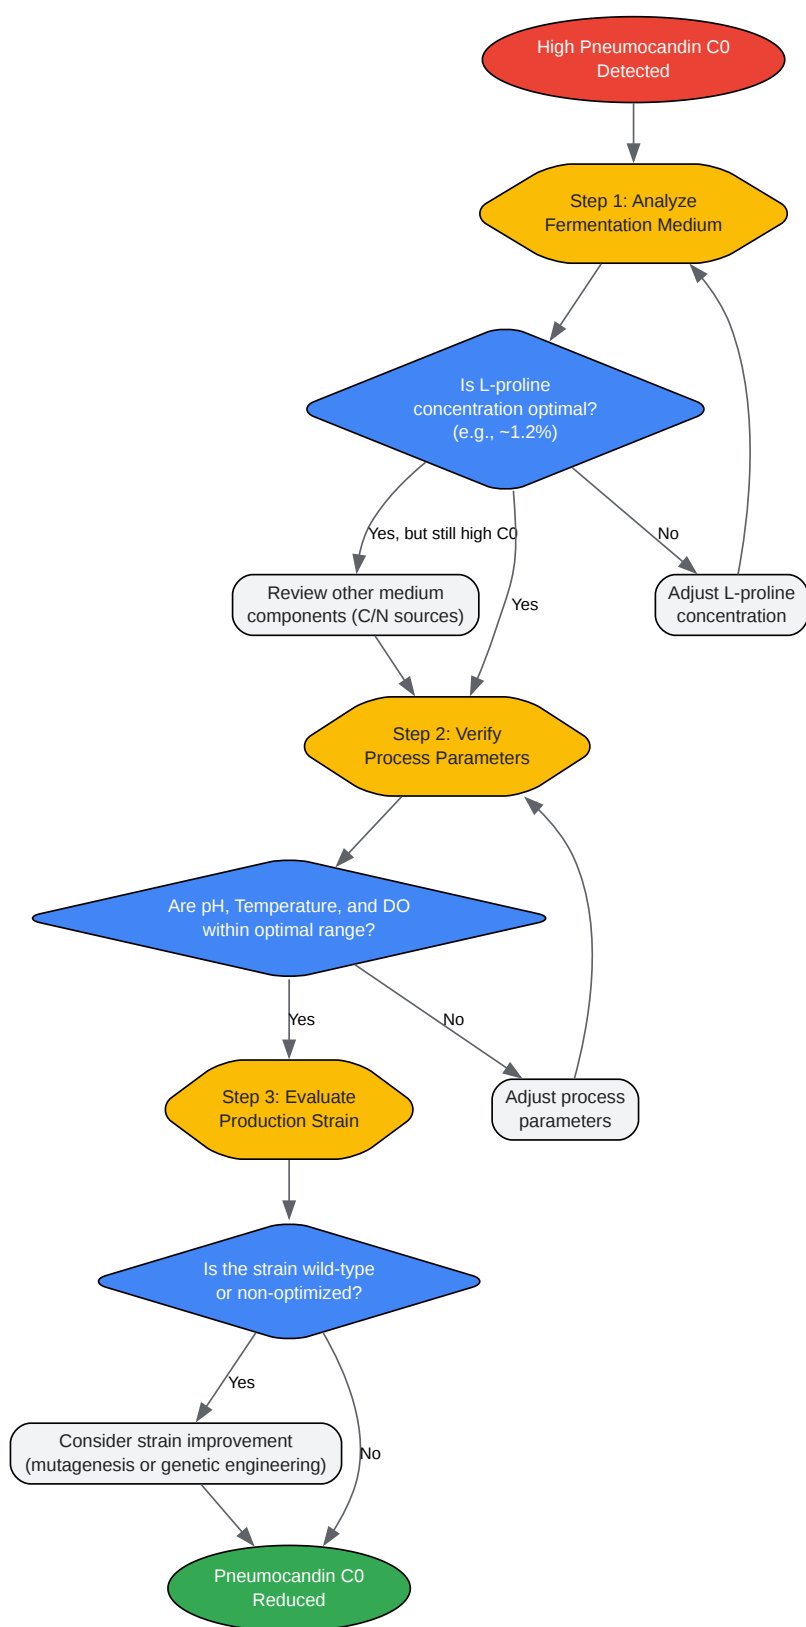 High Pneumocandin C0
Detected
Step 1: Analyze
Fermentation Medium
Is L-proline
concentration optimal?
(e.g., ~1.2%)
Yes, but still high C0
No
Review other medium
components (C/N sources)
Yes
Adjust L-proline
concentration
Step 2: Verify
Process Parameters
Are pH, Temperature, and DO
within optimal range?
Yes
No
Step 3: Evaluate
Production Strain
Adjust process
parameters
Is the strain wild-type
or non-optimized?
Yes
Consider strain improvement
(mutagenesis or genetic engineering)
No
Pneumocandin C0
Reduced